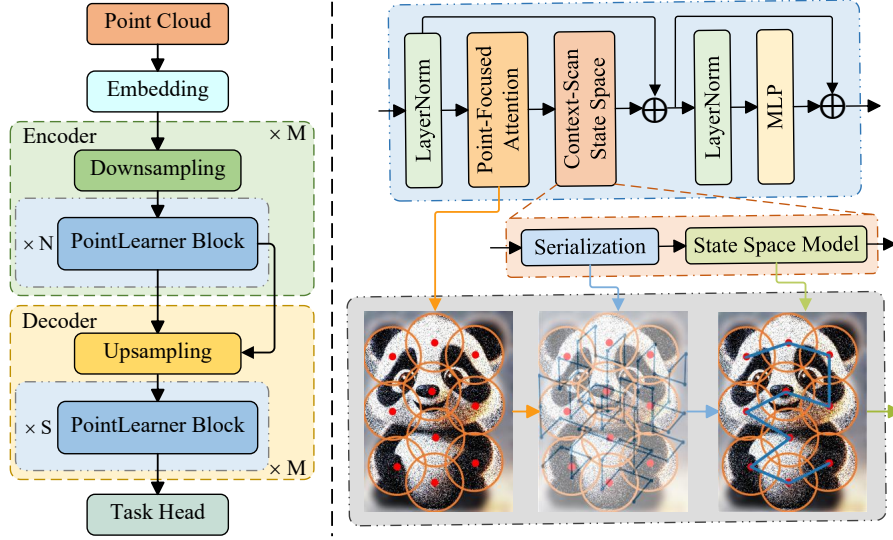 Point Cloud
Embedding
Encoder
× M
Downsampling
× N
PointLearner Block
Decoder
Upsampling
× S
PointLearner Block
× M
Task Head
LayerNorm
Point-Focused
Attention
Context-Scan
State Space
LayerNorm
MLP
Serialization
State Space Model